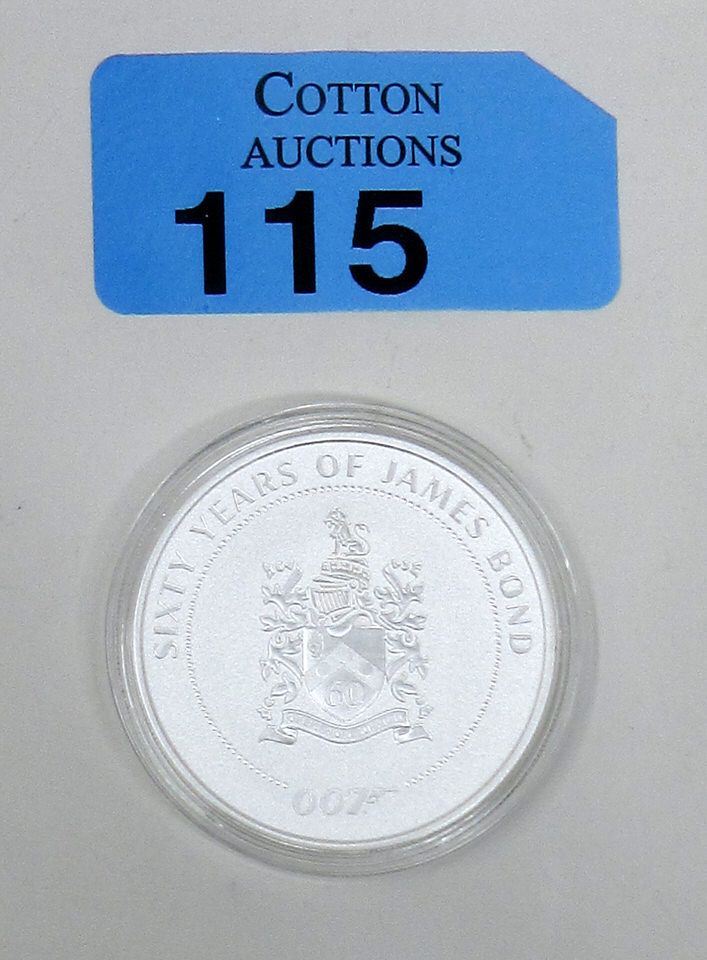 COTTON
AUCTIONS
115
SIXTY YEARS OF JAMES BOND
60
007